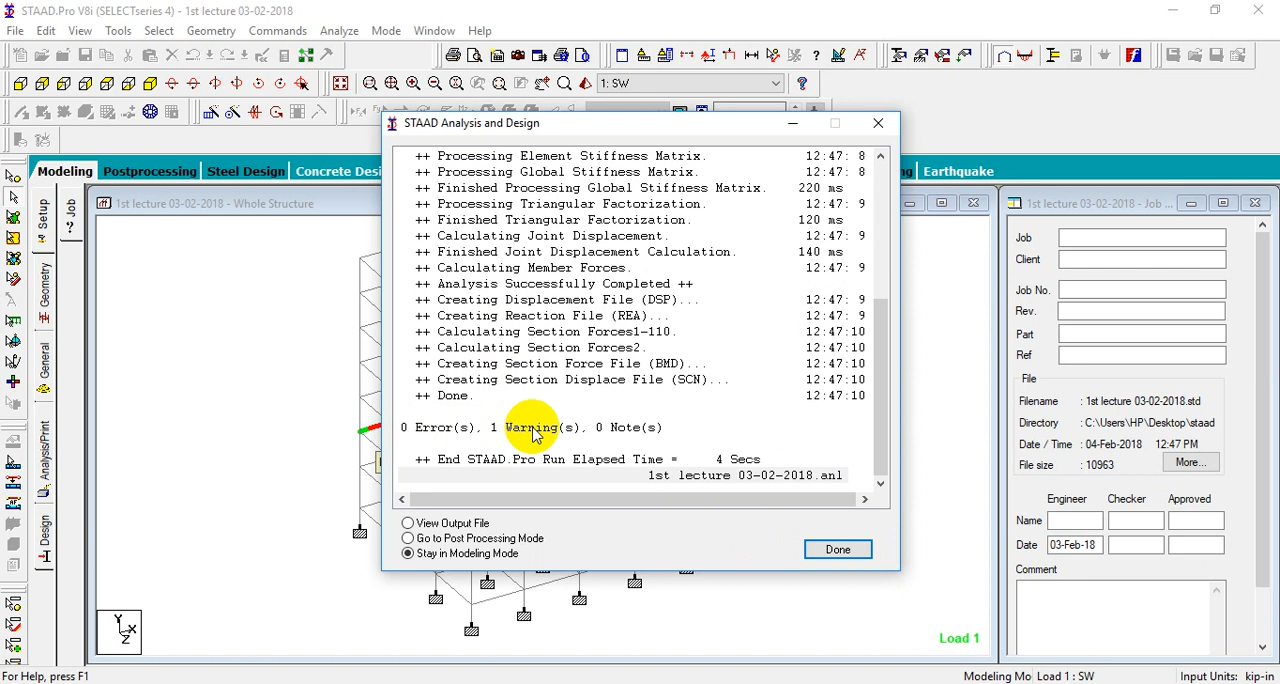 STAAD.Pro V8i (SELECTseries 4) - 1st lecture 03-02-2018
File Edit View Tools Select Geometry Commands Analyze Mode Window Help
1: SW
STAAD Analysis and Design
Modeling Postprocessing Steel Design Concrete Desi
Earthquake
1st lecture 03-02-2018 - Whole Structure
1st lecture 03-02-2018 - Job ...
Job
Setup
Geometry
General
Analysis/Print
Design
++ Processing Element Stiffness Matrix. 12:47: 8
++ Processing Global Stiffness Matrix. 12:47: 8
++ Finished Processing Global Stiffness Matrix. 220 ms
++ Processing Triangular Factorization. 12:47: 9
++ Finished Triangular Factorization. 120 ms
++ Calculating Joint Displacement. 12:47: 9
++ Finished Joint Displacement Calculation. 140 ms
++ Calculating Member Forces. 12:47: 9
++ Analysis Successfully Completed ++
++ Creating Displacement File (DSP)... 12:47: 9
++ Creating Reaction File (REA)... 12:47: 9
++ Calculating Section Forces1-110. 12:47:10
++ Calculating Section Forces2. 12:47:10
++ Creating Section Force File (BMD)... 12:47:10
++ Creating Section Displace File (SCN)... 12:47:10
++ Done. 12:47:10
0 Error(s), 1 Warning(s), 0 Note(s)
++ End STAAD.Pro Run Elapsed Time = 4 Secs
1st lecture 03-02-2018.anl
View Output File
Go to Post Processing Mode
Stay in Modeling Mode
Done
Job
Client
Job No.
Rev.
Part
Ref
File
Filename : 1st lecture 03-02-2018.std
Directory : C:\Users\HP\Desktop\staad
Date / Time : 04-Feb-2018 12:47 PM
File size : 10963 More...
Engineer Checker Approved
Name
Date 03-Feb-18
Comment
Y
X
Z
Load 1
For Help, press F1
Modeling Mo Load 1 : SW Input Units: kip-in